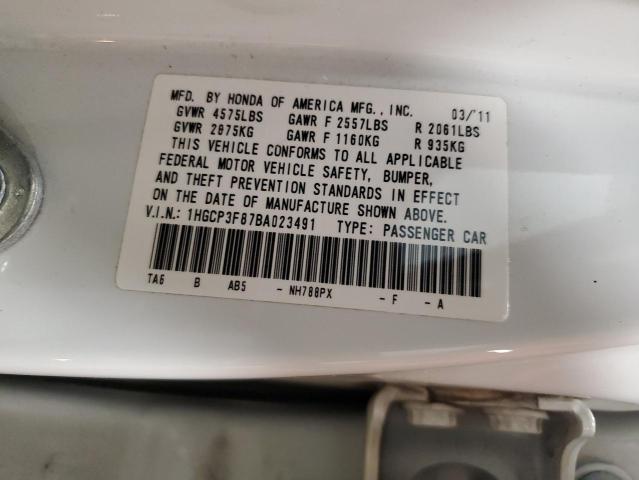 MFD. BY HONDA OF AMERICA MFG., INC. 03/'11
GVWR 4575LBS GAWR F 2557LBS R 2061LBS
GVWR 2075KG GAWR F 1160KG R 935KG
THIS VEHICLE CONFORMS TO ALL APPLICABLE
FEDERAL MOTOR VEHICLE SAFETY, BUMPER,
AND THEFT PREVENTION STANDARDS IN EFFECT
ON THE DATE OF MANUFACTURE SHOWN ABOVE.
V.I.N.: 1HGCP3F87BA023491 TYPE: PASSENGER CAR
TA6 B AB5 - NH788PX - F - A